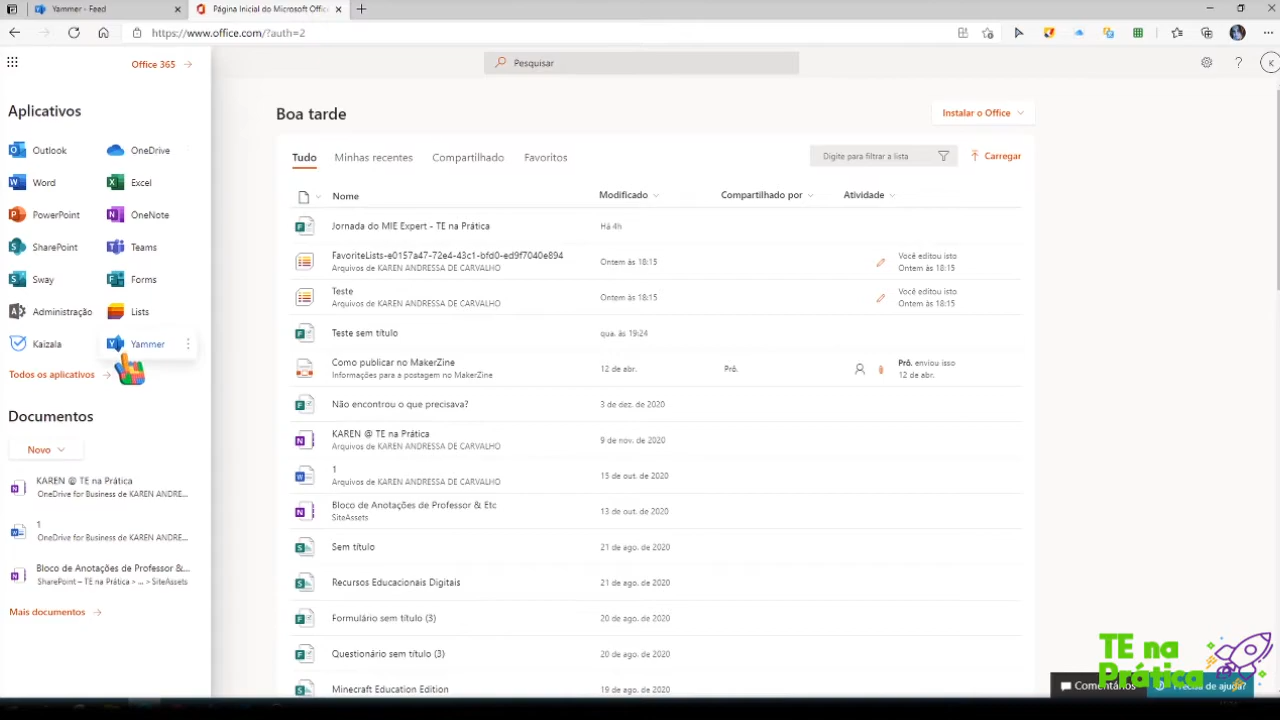 Yammer - Feed
Página Inicial do Microsoft Offic
https://www.office.com/?auth=2
Office 365
Pesquisar
Aplicativos
Outlook
OneDrive
Word
Excel
PowerPoint
OneNote
SharePoint
Teams
Sway
Forms
Administração
Lists
Kaizala
Yammer
Todos os aplicativos
Documentos
Novo
KAREN @ TE na Prática
OneDrive for Business de KAREN ANDRE...
1
OneDrive for Business de KAREN ANDRE...
Bloco de Anotações de Professor &...
SharePoint – TE na Prática > ... > SiteAssets
Mais documentos
Boa tarde
Instalar o Office
Tudo
Minhas recentes
Compartilhado
Favoritos
Digite para filtrar a lista
Carregar
Nome
Modificado
Compartilhado por
Atividade
Jornada do MIE Expert - TE na Prática
Há 4h
FavoriteLists-e0157a47-72e4-43c1-bfd0-ed9f7040e894
Arquivos de KAREN ANDRESSA DE CARVALHO
Ontem às 18:15
Você editou isto
Ontem às 18:15
Teste
Arquivos de KAREN ANDRESSA DE CARVALHO
Ontem às 18:15
Você editou isto
Ontem às 18:15
Teste sem título
qua. às 19:24
Como publicar no MakerZine
Informações para a postagem no MakerZine
12 de abr.
Prô.
Prô. enviou isso
12 de abr.
Não encontrou o que precisava?
3 de dez. de 2020
KAREN @ TE na Prática
Arquivos de KAREN ANDRESSA DE CARVALHO
9 de nov. de 2020
1
Arquivos de KAREN ANDRESSA DE CARVALHO
15 de out. de 2020
Bloco de Anotações de Professor & Etc
SiteAssets
13 de out. de 2020
Sem título
21 de ago. de 2020
Recursos Educacionais Digitais
21 de ago. de 2020
Formulário sem título (3)
20 de ago. de 2020
Questionário sem título (3)
20 de ago. de 2020
Minecraft Education Edition
19 de ago. de 2020
TE na
Prática
Comentários
Precisa de ajuda?